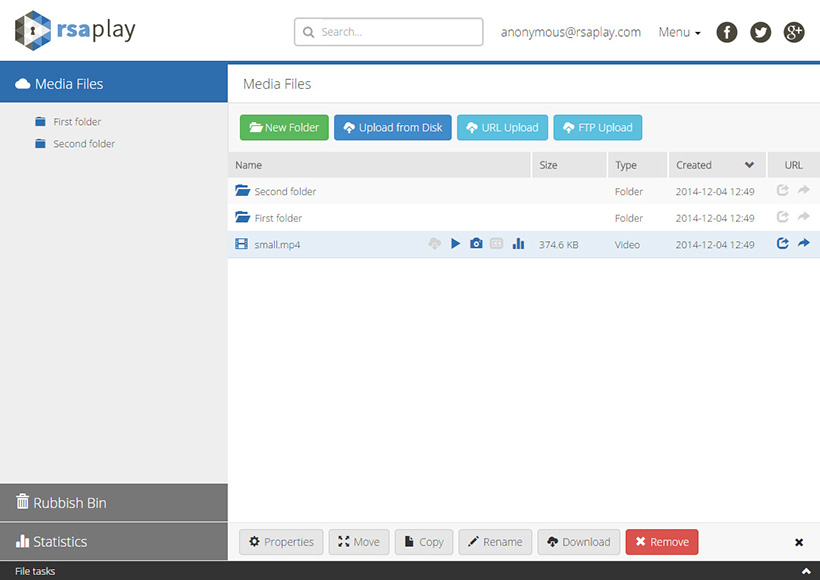 rsaplay
Search...
anonymous@rsaplay.com
Menu
f
g+
Media Files
First folder
Second folder
Media Files
New Folder
Upload from Disk
URL Upload
FTP Upload
Name Size Type Created URL
Second folder Folder 2014-12-04 12:49
First folder Folder 2014-12-04 12:49
small.mp4 CC 374.6 KB Video 2014-12-04 12:49
Rubbish Bin
Statistics
Properties Move Copy Rename Download Remove
File tasks